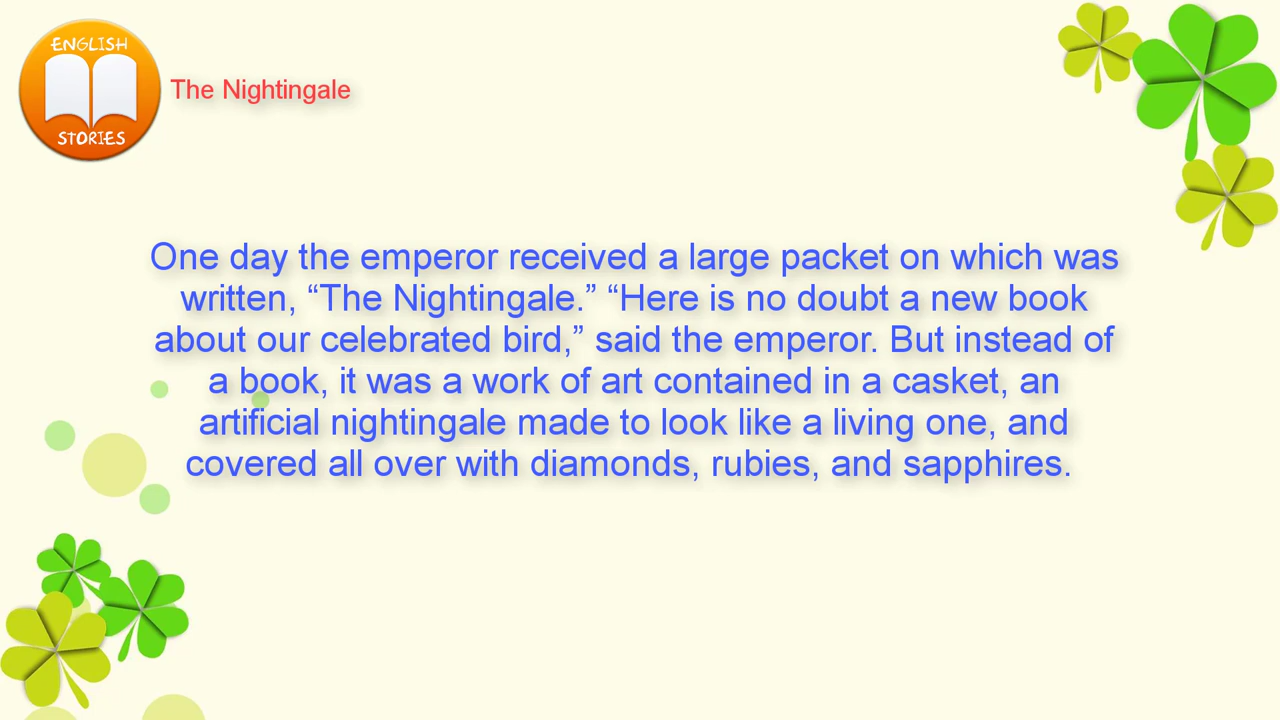 ENGLISH
STORIES
The Nightingale
One day the emperor received a large packet on which was
written, “The Nightingale.” “Here is no doubt a new book
about our celebrated bird,” said the emperor. But instead of
a book, it was a work of art contained in a casket, an
artificial nightingale made to look like a living one, and
covered all over with diamonds, rubies, and sapphires.